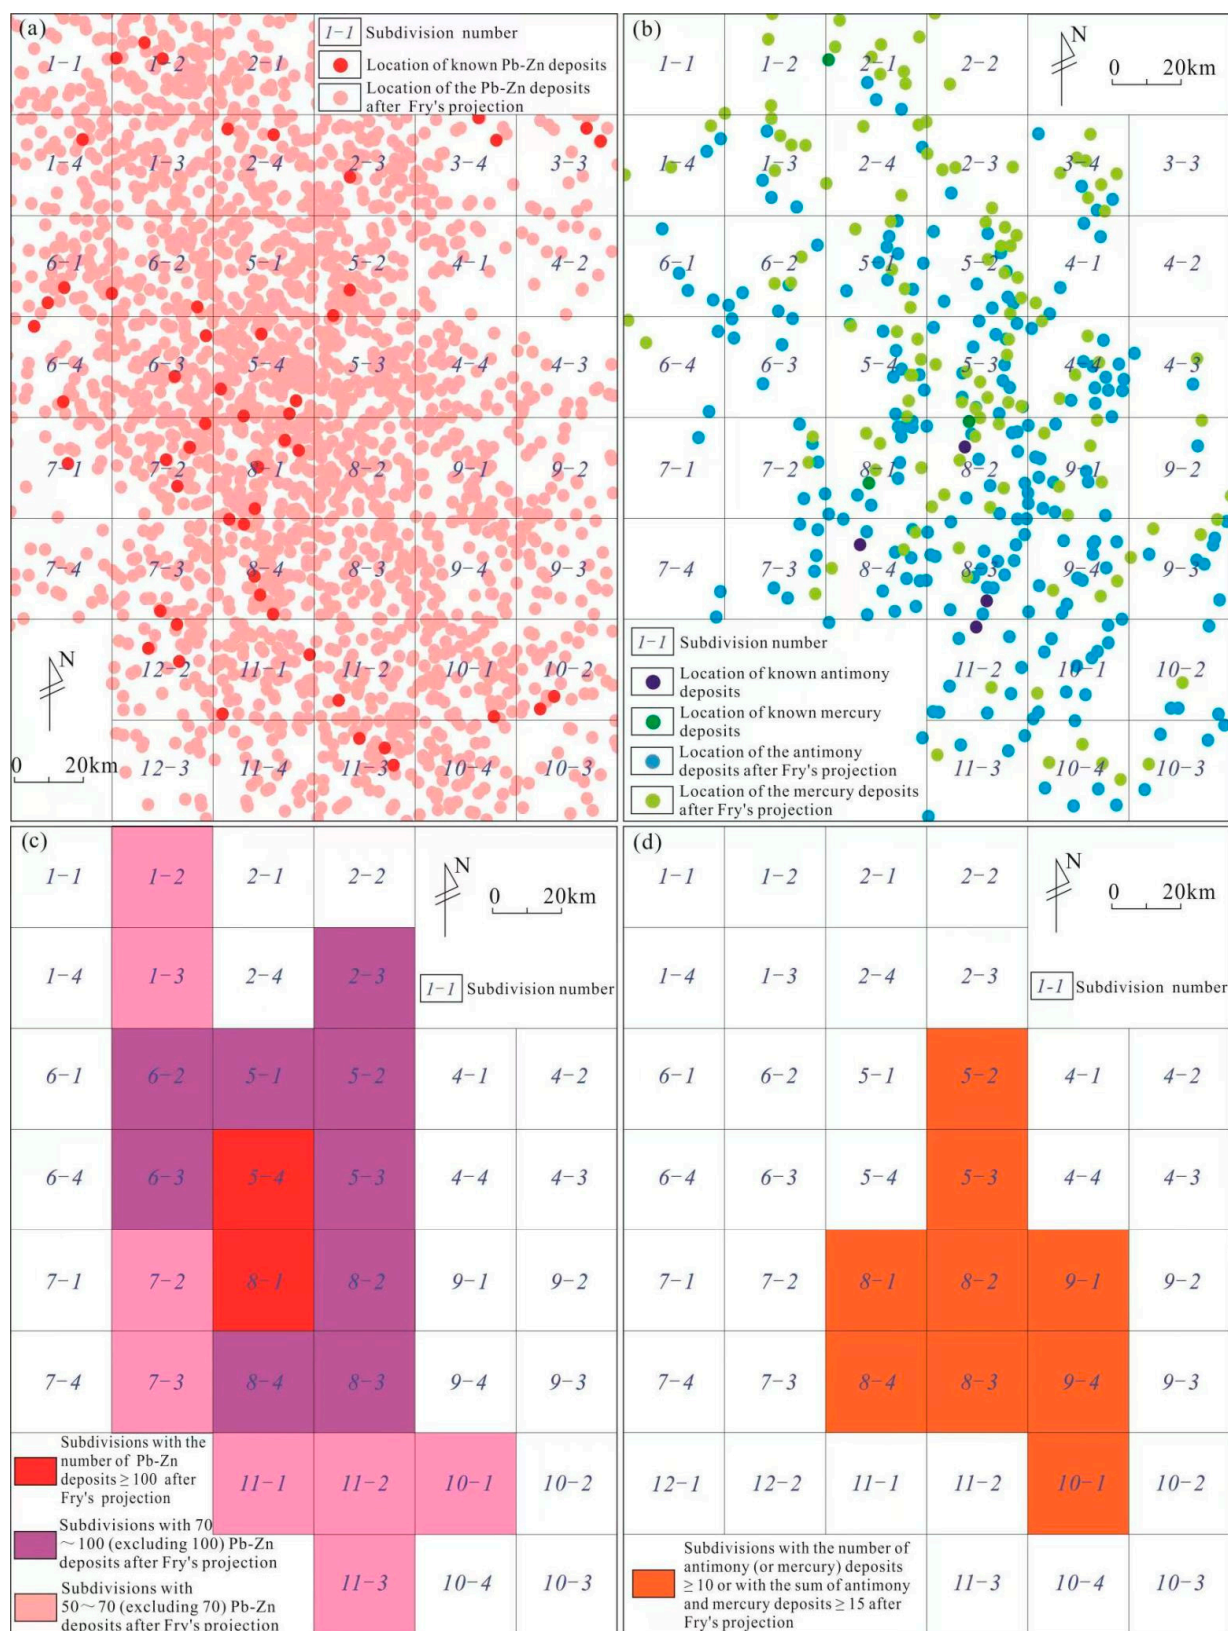 (a)
1-1 Subdivision number
Location of known Pb-Zn deposits
Location of the Pb-Zn deposits
after Fry's projection
1-1 1-2 2-1
1-4 1-3 2-4 2-3 3-4 3-3
6-1 6-2 5-1 5-2 4-1 4-2
6-4 6-3 5-4 5-3 4-4 4-3
7-1 7-2 8-1 8-2 9-1 9-2
7-4 7-3 8-4 8-3 9-4 9-3
N
12-2 11-1 11-2 10-1 10-2
0 20km
12-3 11-4 11-3 10-4 10-3
(b)
N
0 20km
1-1 1-2 2-1 2-2
1-4 1-3 2-4 2-3 3-4 3-3
6-1 6-2 5-1 5-2 4-1 4-2
6-4 6-3 5-4 5-3 4-4 4-3
7-1 7-2 8-1 8-2 9-1 9-2
7-4 7-3 8-4 8-3 9-4 9-3
11-2 10-1 10-2
11-3 10-4 10-3
1-1 Subdivision number
Location of known antimony
deposits
Location of known mercury
deposits
Location of the antimony
deposits after Fry's projection
Location of the mercury deposits
after Fry's projection
(c)
N
0 20km
1-1 Subdivision number
1-1 1-2 2-1 2-2
1-4 1-3 2-4 2-3
6-1 6-2 5-1 5-2 4-1 4-2
6-4 6-3 5-4 5-3 4-4 4-3
7-1 7-2 8-1 8-2 9-1 9-2
7-4 7-3 8-4 8-3 9-4 9-3
11-1 11-2 10-1 10-2
11-3 10-4 10-3
Subdivisions with the
number of Pb-Zn
deposits ≥ 100 after
Fry's projection
Subdivisions with 70
～100 (excluding 100) Pb-Zn
deposits after Fry's projection
Subdivisions with
50～70 (excluding 70) Pb-Zn
deposits after Fry's projection
(d)
N
0 20km
1-1 Subdivision number
1-1 1-2 2-1 2-2
1-4 1-3 2-4 2-3
6-1 6-2 5-1 5-2 4-1 4-2
6-4 6-3 5-4 5-3 4-4 4-3
7-1 7-2 8-1 8-2 9-1 9-2
7-4 7-3 8-4 8-3 9-4 9-3
12-1 12-2 11-1 11-2 10-1 10-2
11-3 10-4 10-3
Subdivisions with the number of
antimony (or mercury) deposits
≥ 10 or with the sum of antimony
and mercury deposits ≥ 15 after
Fry's projection